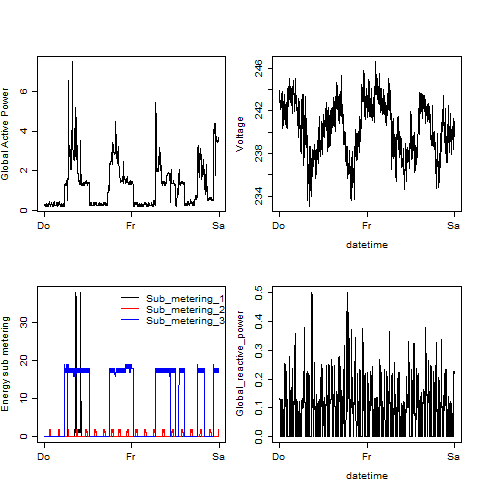 Global Active Power
6
4
2
0
Do Fr Sa
Voltage
246
242
238
234
Do Fr Sa
datetime
Energy sub metering
30
20
10
0
Sub_metering_1
Sub_metering_2
Sub_metering_3
Do Fr Sa
Global_reactive_power
0.5
0.4
0.3
0.2
0.1
0.0
Do Fr Sa
datetime